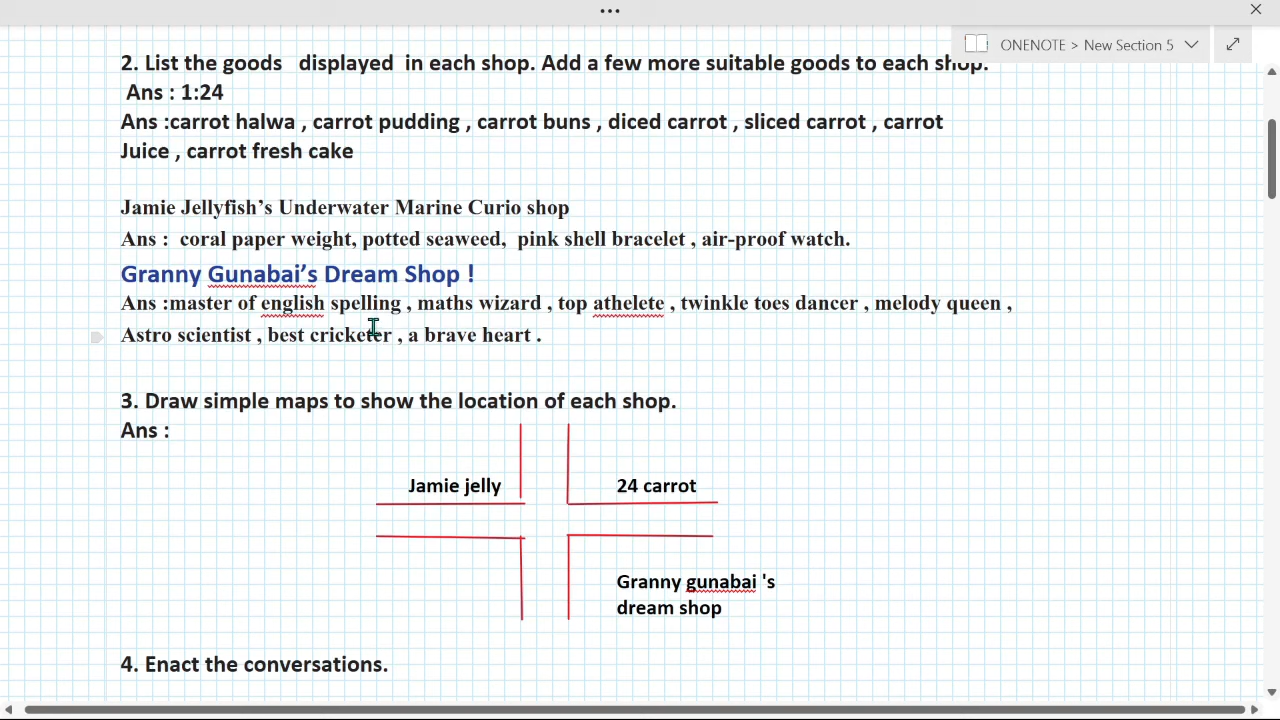 ONENOTE > New Section 5
2. List the goods displayed in each shop. Add a few more suitable goods to each shop.
Ans : 1:24
Ans :carrot halwa , carrot pudding , carrot buns , diced carrot , sliced carrot , carrot
Juice , carrot fresh cake
Jamie Jellyfish’s Underwater Marine Curio shop
Ans : coral paper weight, potted seaweed, pink shell bracelet , air-proof watch.
Granny Gunabai’s Dream Shop !
Ans :master of english spelling , maths wizard , top athelete , twinkle toes dancer , melody queen ,
Astro scientist , best cricketer , a brave heart .
3. Draw simple maps to show the location of each shop.
Ans :
Jamie jelly
24 carrot
Granny gunabai 's
dream shop
4. Enact the conversations.